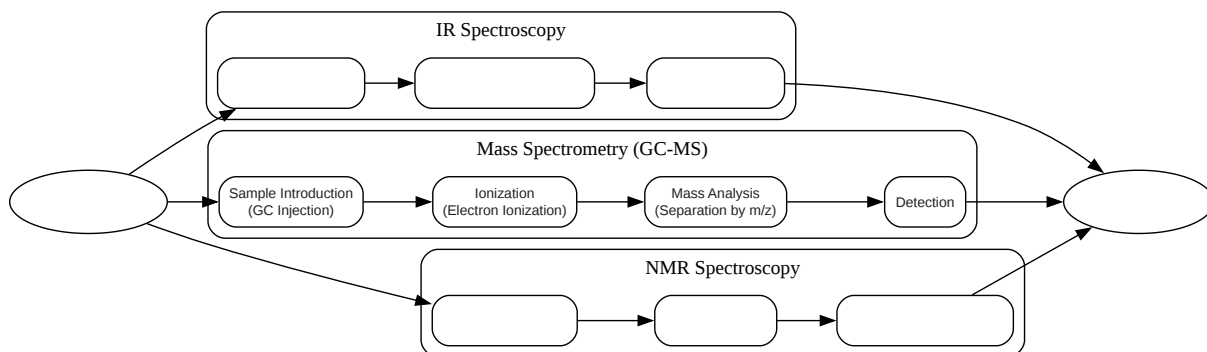 IR Spectroscopy
Mass Spectrometry (GC-MS)
Sample Introduction
(GC Injection)
Ionization
(Electron Ionization)
Mass Analysis
(Separation by m/z)
Detection
NMR Spectroscopy